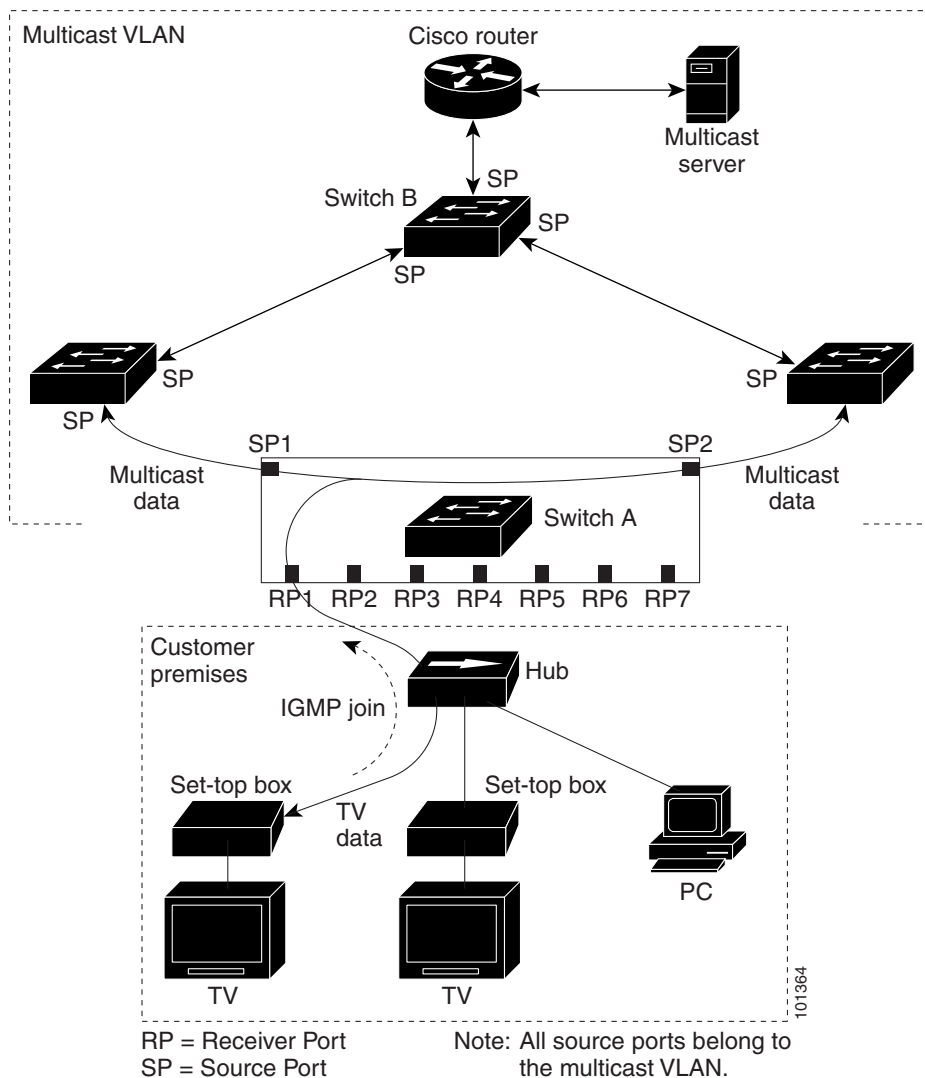 Multicast VLAN
Cisco router
Multicast
server
SP
Switch B
SP
SP
SP
SP
SP
SP1
SP2
Multicast
data
Multicast
data
Switch A
RP1 RP2 RP3 RP4 RP5 RP6 RP7
Customer
premises
Hub
IGMP join
Set-top box
Set-top box
TV
data
PC
TV
TV
101364
RP = Receiver Port
SP = Source Port
Note: All source ports belong to
the multicast VLAN.